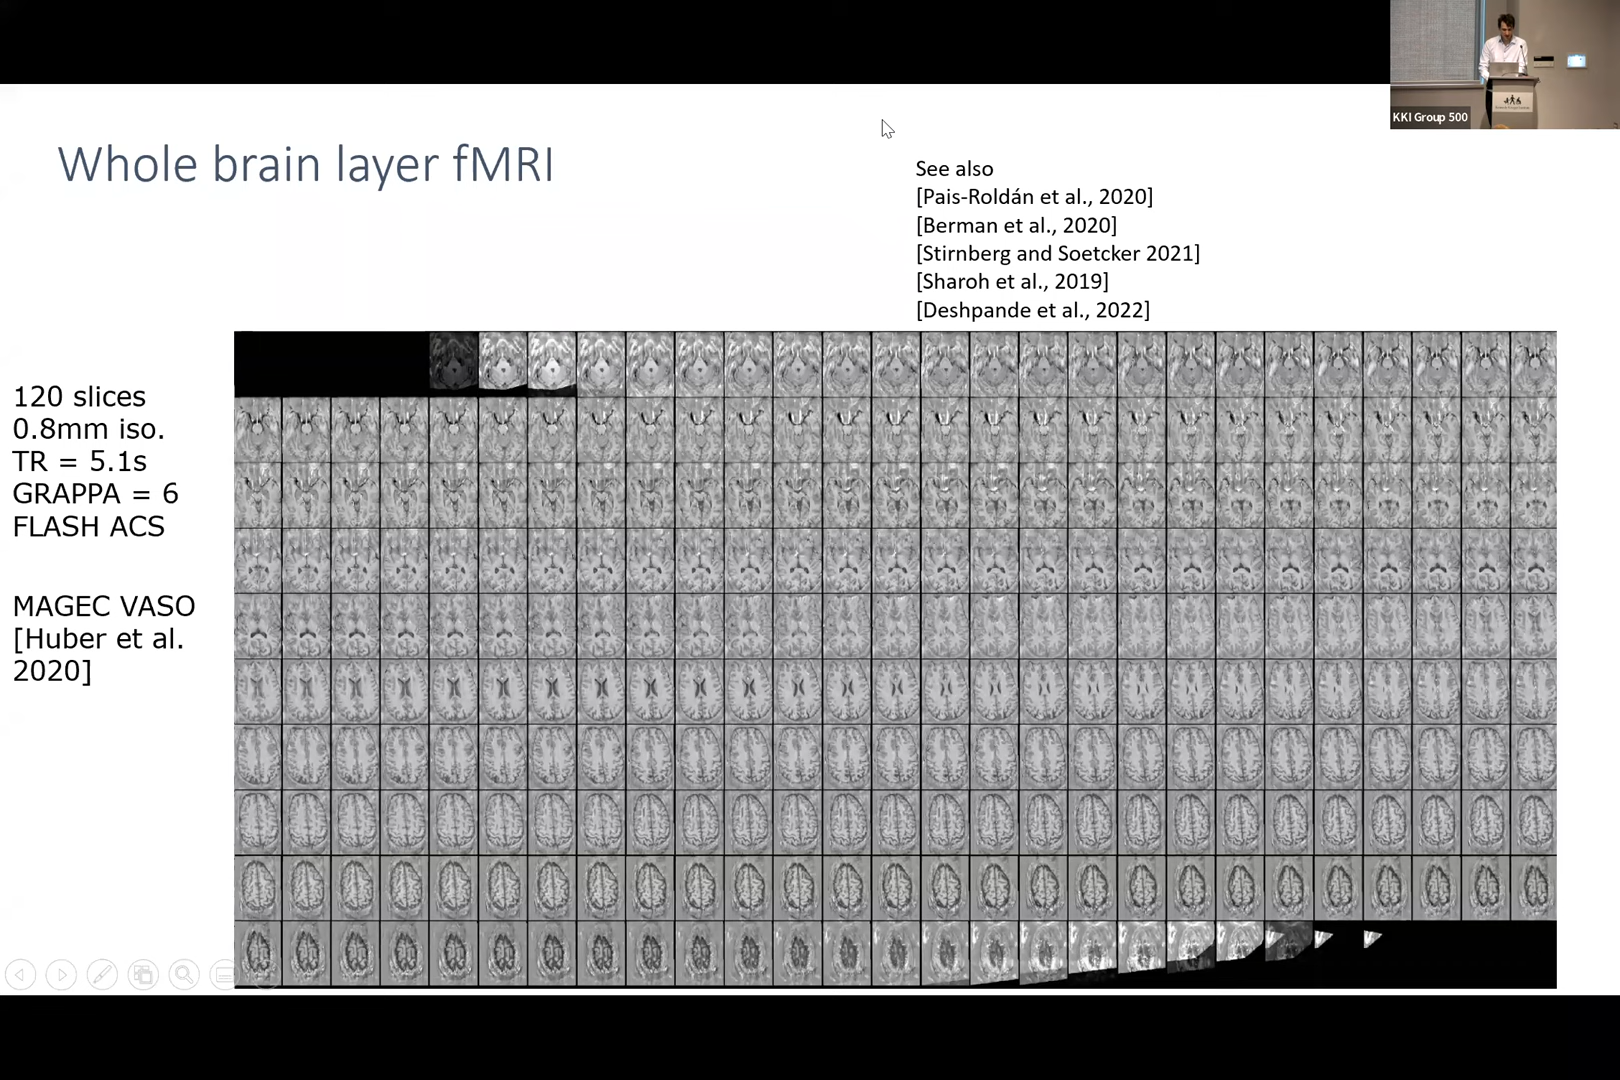 KKI Group 500
Whole brain layer fMRI
See also
[Pais-Roldán et al., 2020]
[Berman et al., 2020]
[Stirnberg and Soetcker 2021]
[Sharoh et al., 2019]
[Deshpande et al., 2022]
120 slices
0.8mm iso.
TR = 5.1s
GRAPPA = 6
FLASH ACS
MAGEC VASO
[Huber et al.
2020]